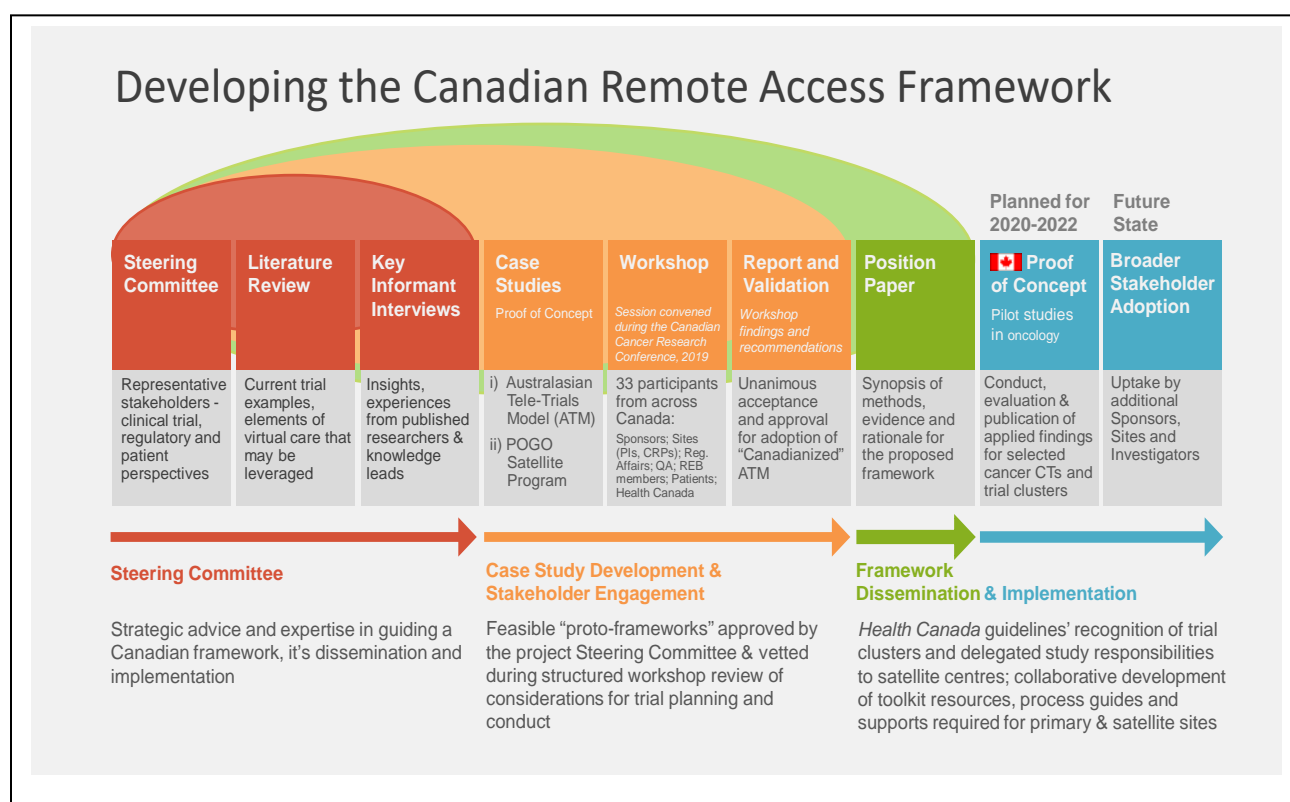 Developing the Canadian Remote Access Framework
Planned for
2020-2022
Future
State
Steering
Committee
Literature
Review
Key
Informant
Interviews
Case
Studies
Proof of Concept
Workshop
Session convened
during the Canadian
Cancer Research
Conference, 2019
Report and
Validation
Workshop
findings and
recommendations
Position
Paper
Proof
of Concept
Pilot studies
in oncology
Broader
Stakeholder
Adoption
Representative
stakeholders -
clinical trial,
regulatory and
patient
perspectives
Current trial
examples,
elements of
virtual care that
may be
leveraged
Insights,
experiences
from published
researchers &
knowledge
leads
i) Australasian
Tele-Trials
Model (ATM)
ii) POGO
Satellite
Program
33 participants
from across
Canada:
Sponsors; Sites
(PIs, CRPs); Reg.
Affairs; QA; REB
members; Patients;
Health Canada
Unanimous
acceptance
and approval
for adoption of
“Canadianized”
ATM
Synopsis of
methods,
evidence and
rationale for
the proposed
framework
Conduct,
evaluation &
publication of
applied findings
for selected
cancer CTs and
trial clusters
Uptake by
additional
Sponsors,
Sites and
Investigators
Steering Committee
Strategic advice and expertise in guiding a
Canadian framework, it’s dissemination and
implementation
Case Study Development &
Stakeholder Engagement
Feasible “proto-frameworks” approved by
the project Steering Committee & vetted
during structured workshop review of
considerations for trial planning and
conduct
Framework
Dissemination & Implementation
Health Canada guidelines’ recognition of trial
clusters and delegated study responsibilities
to satellite centres; collaborative development
of toolkit resources, process guides and
supports required for primary & satellite sites